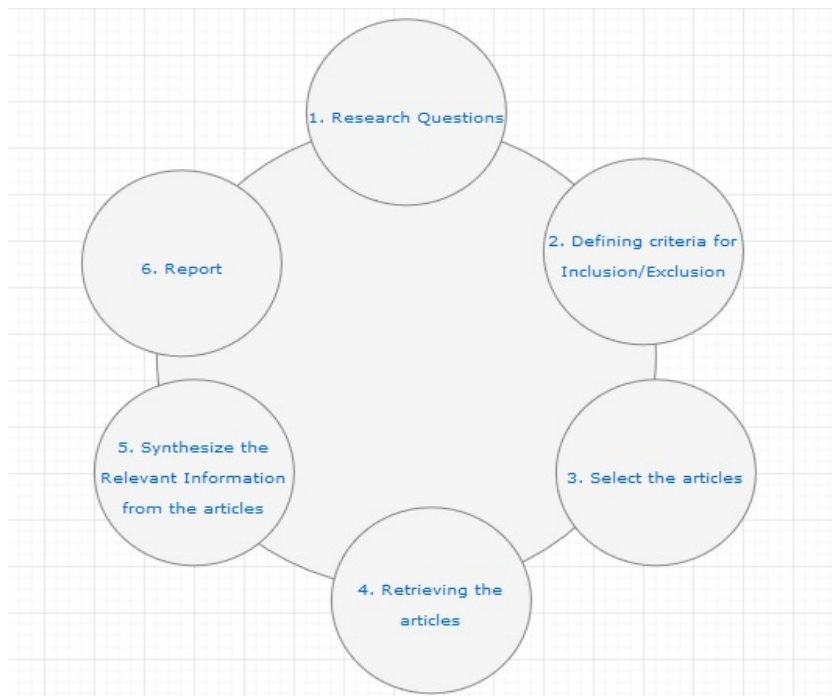 1. Research Questions
2. Defining criteria for
Inclusion/Exclusion
3. Select the articles
4. Retrieving the
articles
5. Synthesize the
Relevant Information
from the articles
6. Report